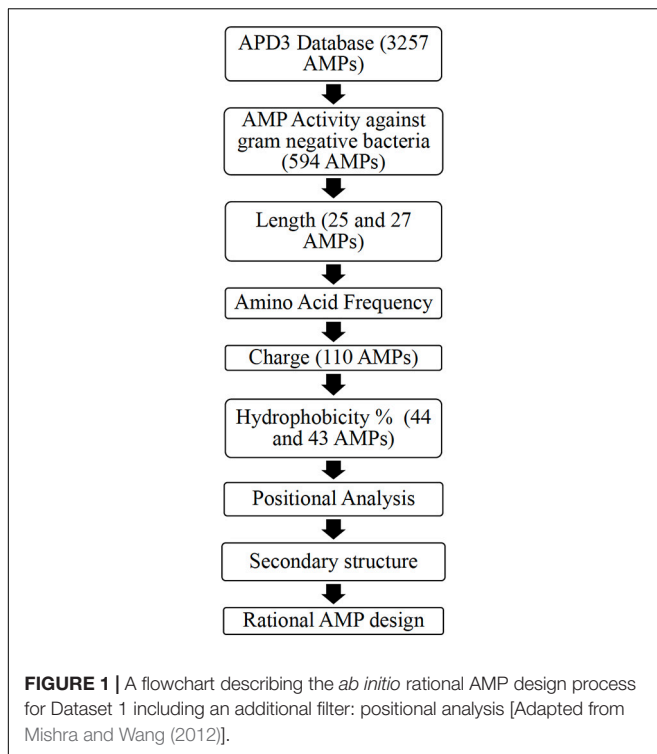 APD3 Database (3257
AMPs)
AMP Activity against
gram negative bacteria
(594 AMPs)
Length (25 and 27
AMPs)
Amino Acid Frequency
Charge (110 AMPs)
Hydrophobicity % (44
and 43 AMPs)
Positional Analysis
Secondary structure
Rational AMP design
FIGURE 1 | A flowchart describing the ab initio rational AMP design process
for Dataset 1 including an additional filter: positional analysis [Adapted from
Mishra and Wang (2012)].